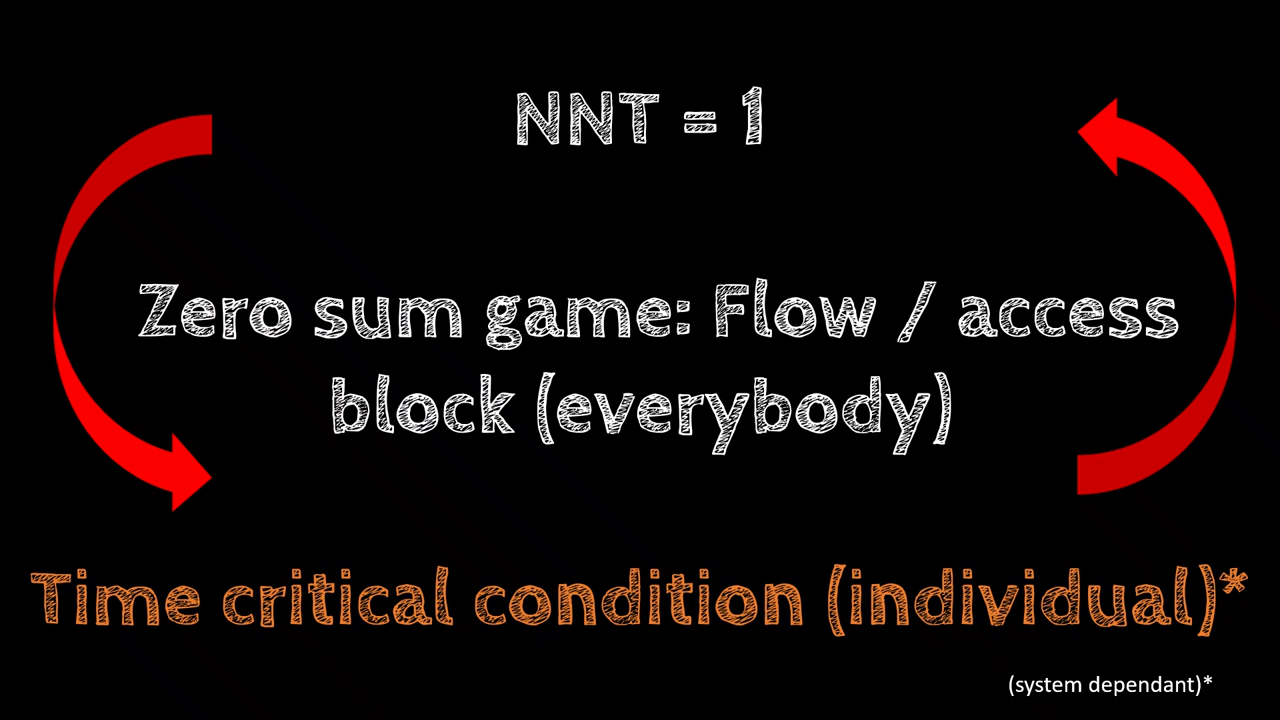 NNT = 1
Zero sum game: Flow / access
block (everybody)
Time critical condition (individual)*
(system dependant)*